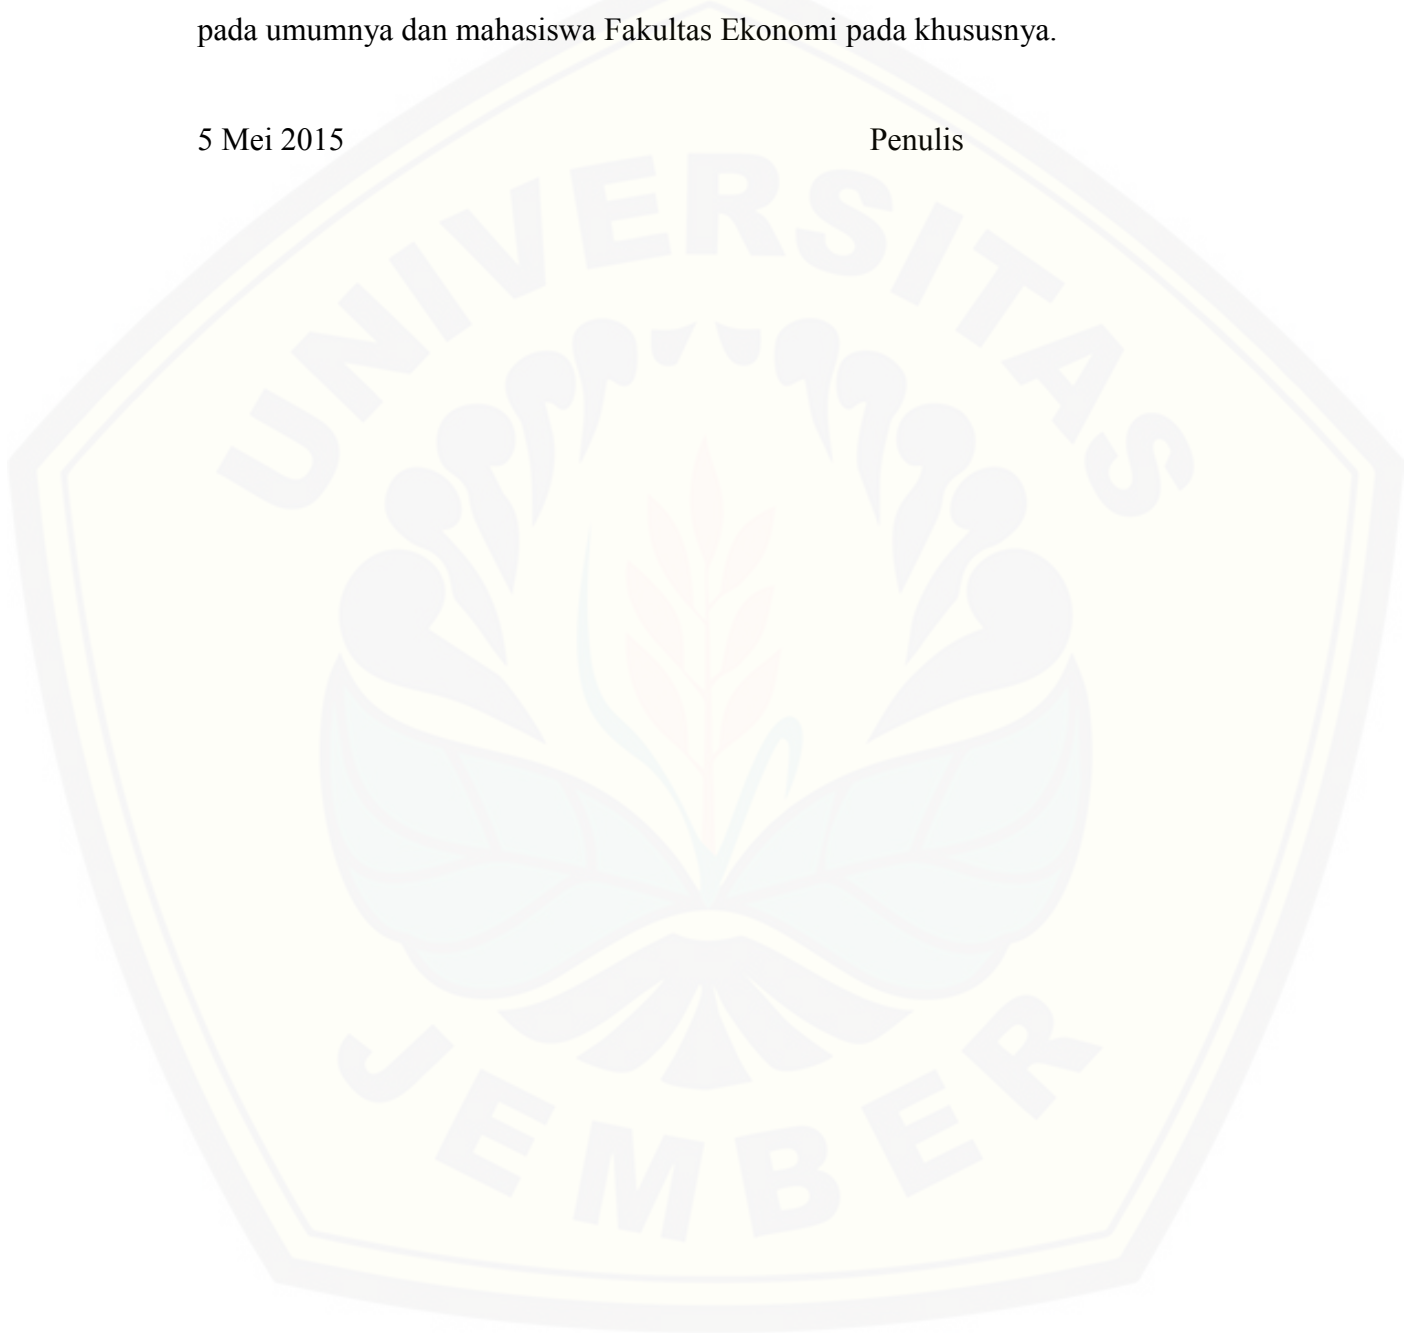 pada umumnya dan mahasiswa Fakultas Ekonomi pada khususnya.
5 Mei 2015 Penulis
UNIVERSITAS
JEMBER